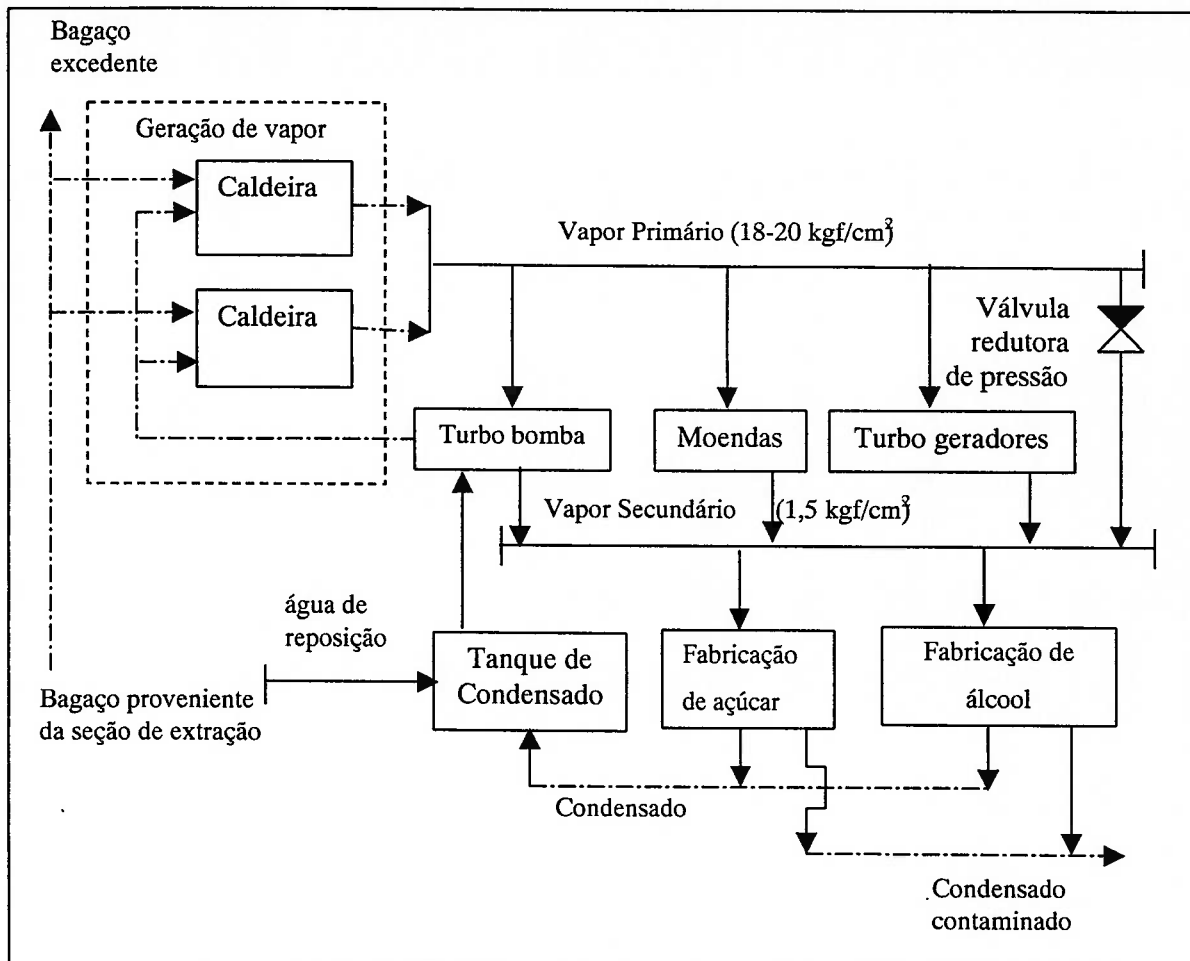 Bagaço
excedente
Geração de vapor
Caldeira
Vapor Primário (18-20 kgf/cm²)
Caldeira
Válvula
redutora
de pressão
Turbo bomba
Moendas
Turbo geradores
Vapor Secundário (1,5 kgf/cm²)
água de
reposição
Tanque de
Condensado
Fabricação
de açúcar
Fabricação de
álcool
Bagaço proveniente
da seção de extração
Condensado
Condensado
contaminado